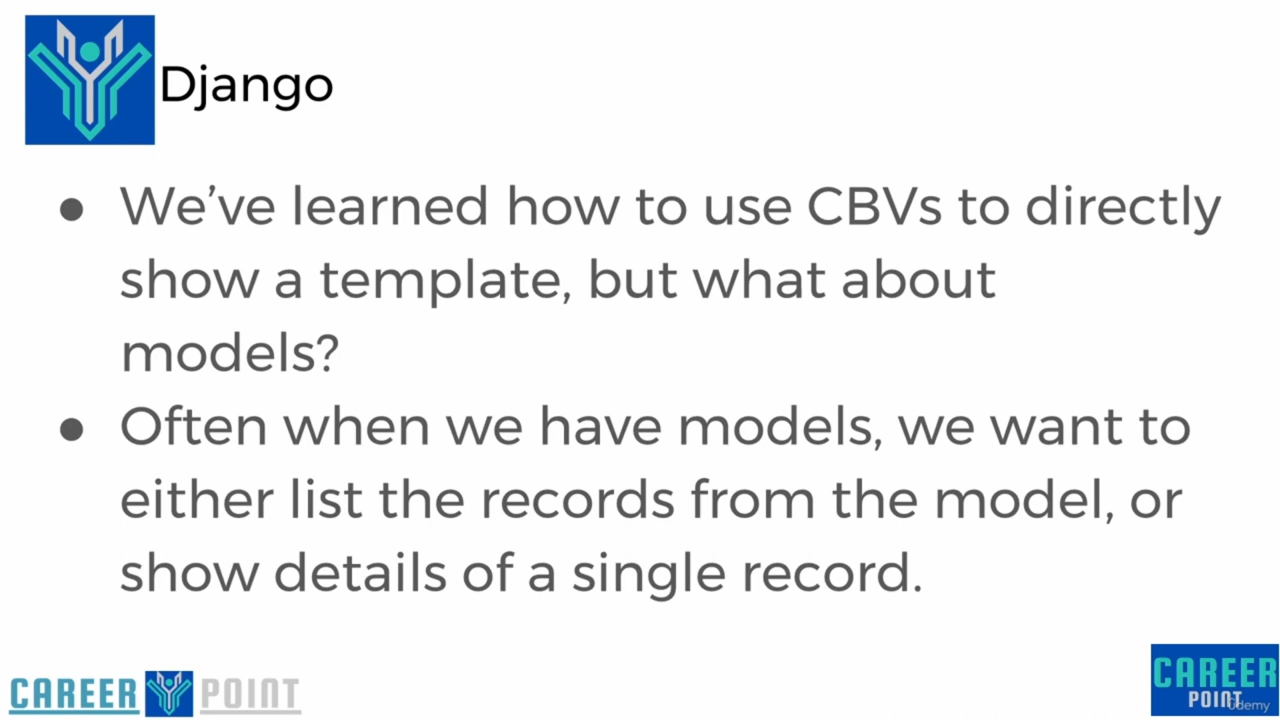 Django
● We’ve learned how to use CBVs to directly
show a template, but what about
models?
● Often when we have models, we want to
either list the records from the model, or
show details of a single record.
CAREER POINT
CAREER
POINT
Udemy